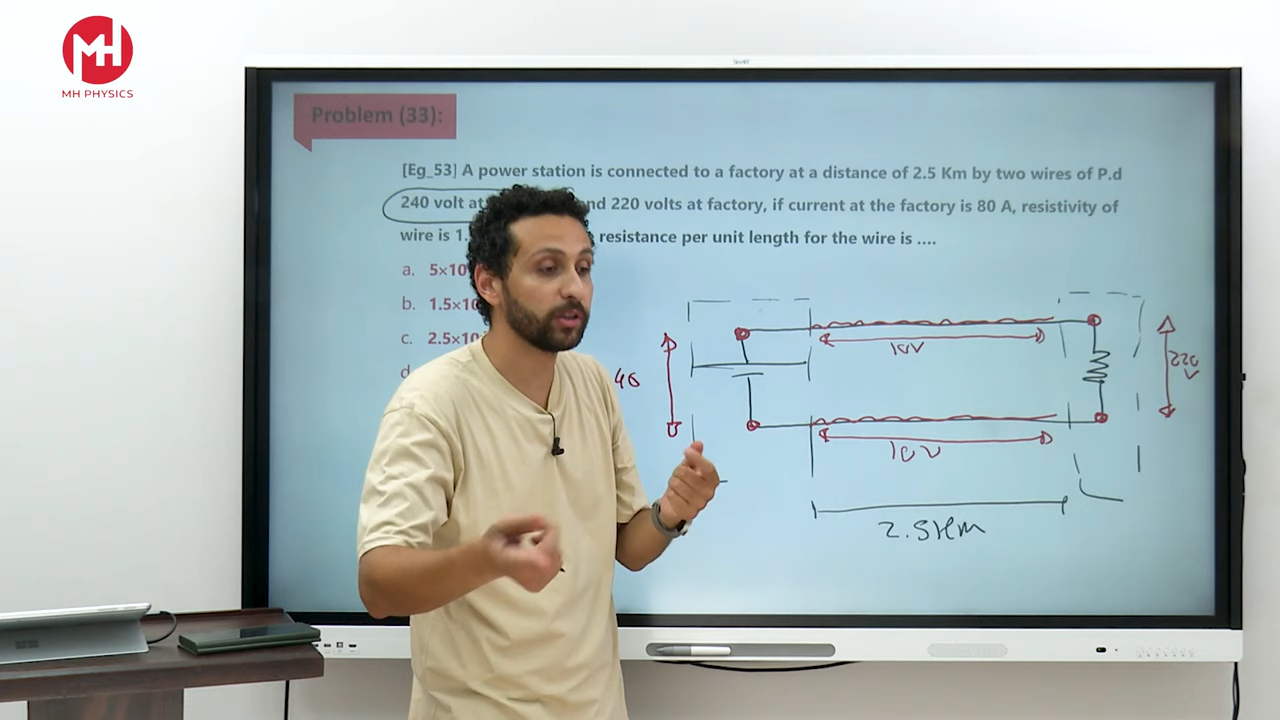 MH PHYSICS
Problem (33):
[Eg_53] A power station is connected to a factory at a distance of 2.5 Km by two wires of P.d
240 volt at nd 220 volts at factory, if current at the factory is 80 A, resistivity of
wire is 1. resistance per unit length for the wire is ....
a. 5×10
b. 1.5×10
c. 2.5×10
d
10V
220
V
40
10V
2.5km